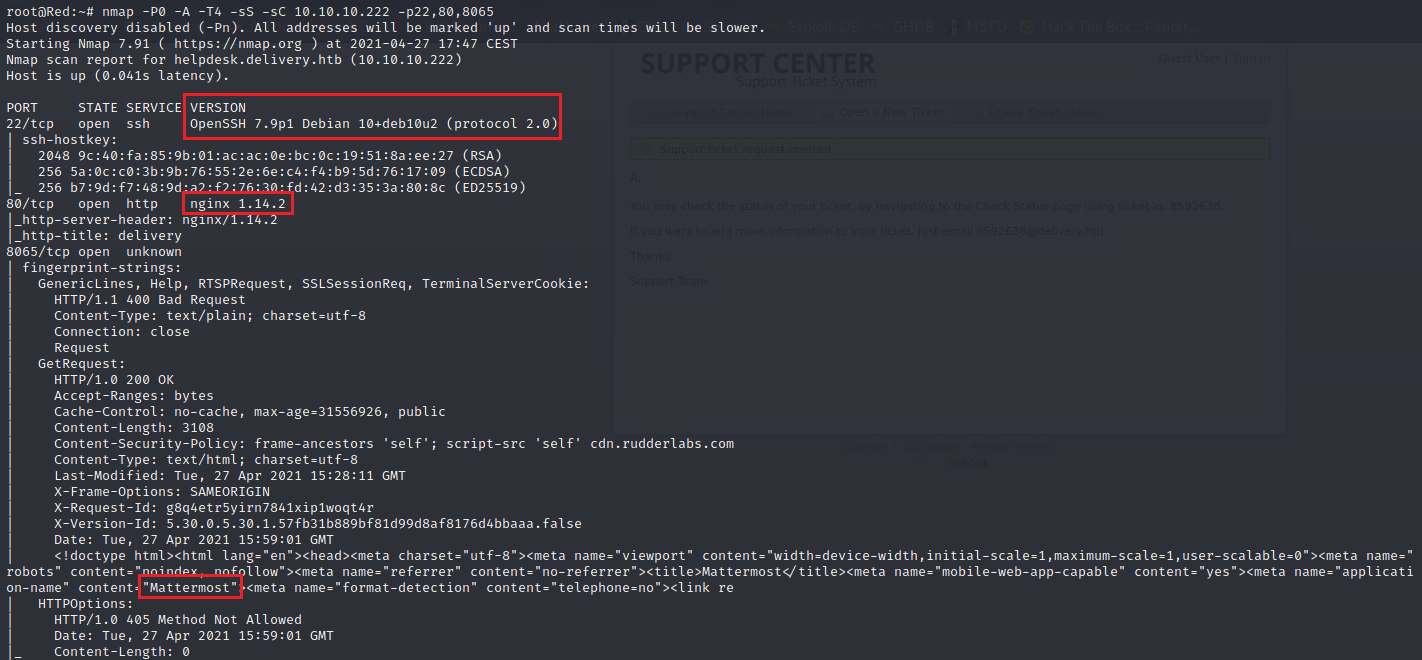 root@Red:~# nmap -P0 -A -T4 -sS -sC 10.10.10.222 -p22,80,8065
Host discovery disabled (-Pn). All addresses will be marked 'up' and scan times will be slower.
Starting Nmap 7.91 ( https://nmap.org ) at 2021-04-27 17:47 CEST
Nmap scan report for helpdesk.delivery.htb (10.10.10.222)
Host is up (0.041s latency).
PORT     STATE SERVICE VERSION
22/tcp   open  ssh     OpenSSH 7.9p1 Debian 10+deb10u2 (protocol 2.0)
| ssh-hostkey:
|   2048 9c:40:fa:85:9b:01:ac:ac:0e:bc:0c:19:51:8a:ee:27 (RSA)
|   256 5a:0c:c0:03:b9:b:76:55:2e:6e:c4:f4:b9:5d:76:17:09 (ECDSA)
|_  256 b7:9d:f7:48:9d:a2:f2:76:30:fd:42:d3:35:3a:80:8c (ED25519)
80/tcp   open  http    nginx 1.14.2
|_http-server-header: nginx/1.14.2
|_http-title: delivery
8065/tcp open  unknown
| fingerprint-strings:
|   GenericLines, Help, RTSPRequest, SSLSessionReq, TerminalServerCookie:
|     HTTP/1.1 400 Bad Request
|     Content-Type: text/plain; charset=utf-8
|     Connection: close
|     Request
|   GetRequest:
|     HTTP/1.0 200 OK
|     Accept-Ranges: bytes
|     Cache-Control: no-cache, max-age=31556926, public
|     Content-Length: 3108
|     Content-Security-Policy: frame-ancestors 'self'; script-src 'self' cdn.rudderlabs.com
|     Content-Type: text/html; charset=utf-8
|     Last-Modified: Tue, 27 Apr 2021 15:28:11 GMT
|     X-Frame-Options: SAMEORIGIN
|     X-Request-Id: g8q4etr5yirn7841xip1woqt4r
|     X-Version-Id: 5.30.0.5.30.1.57fb31b889bf81d99d8af8176d4bbaaa.false
|     Date: Tue, 27 Apr 2021 15:59:01 GMT
|     <!doctype html><html lang="en"><head><meta charset="utf-8"><meta name="viewport" content="width=device-width,initial-scale=1,maximum-scale=1,user-scalable=0"><meta name="
robots" content="noindex, nofollow"><meta name="referrer" content="no-referrer"><title>Mattermost</title><meta name="mobile-web-app-capable" content="yes"><meta name="applicati
on-name" content="Mattermost"><meta name="format-detection" content="telephone=no"><link re
|   HTTPOptions:
|     HTTP/1.0 405 Method Not Allowed
|     Date: Tue, 27 Apr 2021 15:59:01 GMT
|_    Content-Length: 0
Exploit-DB GHDB MSFU Hack The Box :: Penetr...
SUPPORT CENTER
Support Ticket System
Guest User | Sign In
Support Center Home Open a New Ticket Check Ticket Status
Support ticket request created
A,
You may check the status of your ticket, by navigating to the Check Status page using ticket id: 8592638.
If you want to add more information to your ticket, just email 8592638@delivery.htb.
Thanks,
Support Team